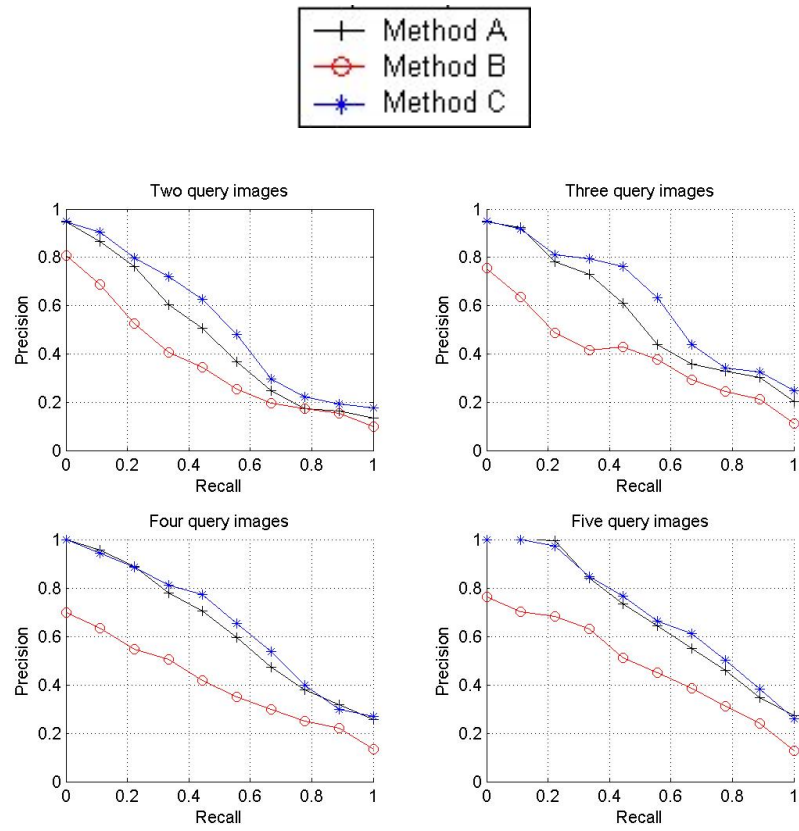 Method A
Method B
Method C
Two query images
1
0.8
0.6
0.4
0.2
0
Precision
0 0.2 0.4 0.6 0.8 1
Recall
Three query images
1
0.8
0.6
0.4
0.2
0
Precision
0 0.2 0.4 0.6 0.8 1
Recall
Four query images
1
0.8
0.6
0.4
0.2
0
Precision
0 0.2 0.4 0.6 0.8 1
Recall
Five query images
1
0.8
0.6
0.4
0.2
0
Precision
0 0.2 0.4 0.6 0.8 1
Recall